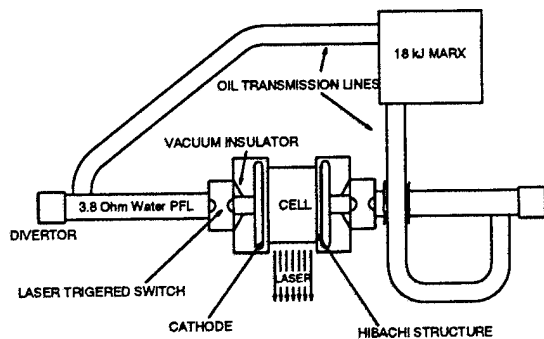 18 kJ MARX
OIL TRANSMISSION LINES
VACUUM INSULATOR
CELL
3.8 Ohm Water PFL
DIVERTOR
LASER
LASER TRIGERED SWITCH
CATHODE
HIBACHI STRUCTURE